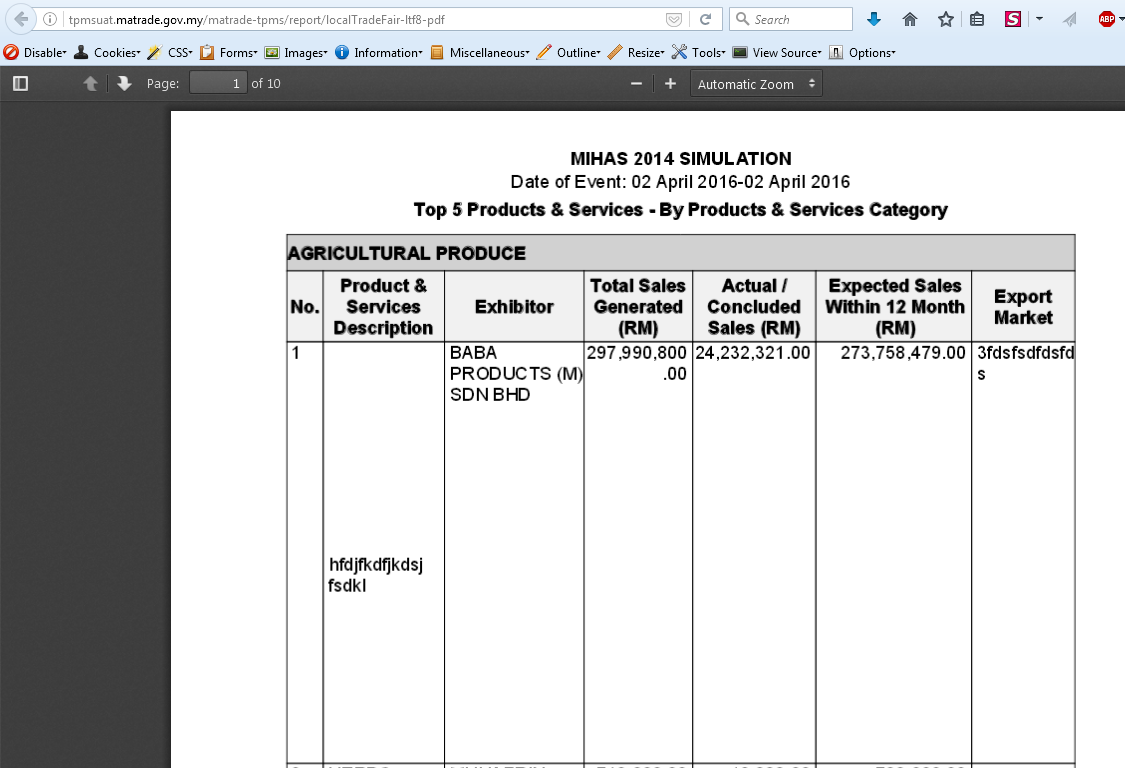 tpmsuat.matrade.gov.my/matrade-tpms/report/localTradeFair-ltf8-pdf
Search
S
ABP
Disable
Cookies
CSS
Forms
Images
Information
Miscellaneous
Outline
Resize
Tools
View Source
Options
Page:
1
of 10
Automatic Zoom
MIHAS 2014 SIMULATION
Date of Event: 02 April 2016-02 April 2016
Top 5 Products & Services - By Products & Services Category
AGRICULTURAL PRODUCE
No.
Product &
Services
Description
Exhibitor
Total Sales
Generated
(RM)
Actual /
Concluded
Sales (RM)
Expected Sales
Within 12 Month
(RM)
Export
Market
1
hfdjfkdfjkdsj
fsdkl
BABA
PRODUCTS (M)
SDN BHD
297,990,800
.00
24,232,321.00
273,758,479.00
3fdsfsdfdsfd
s